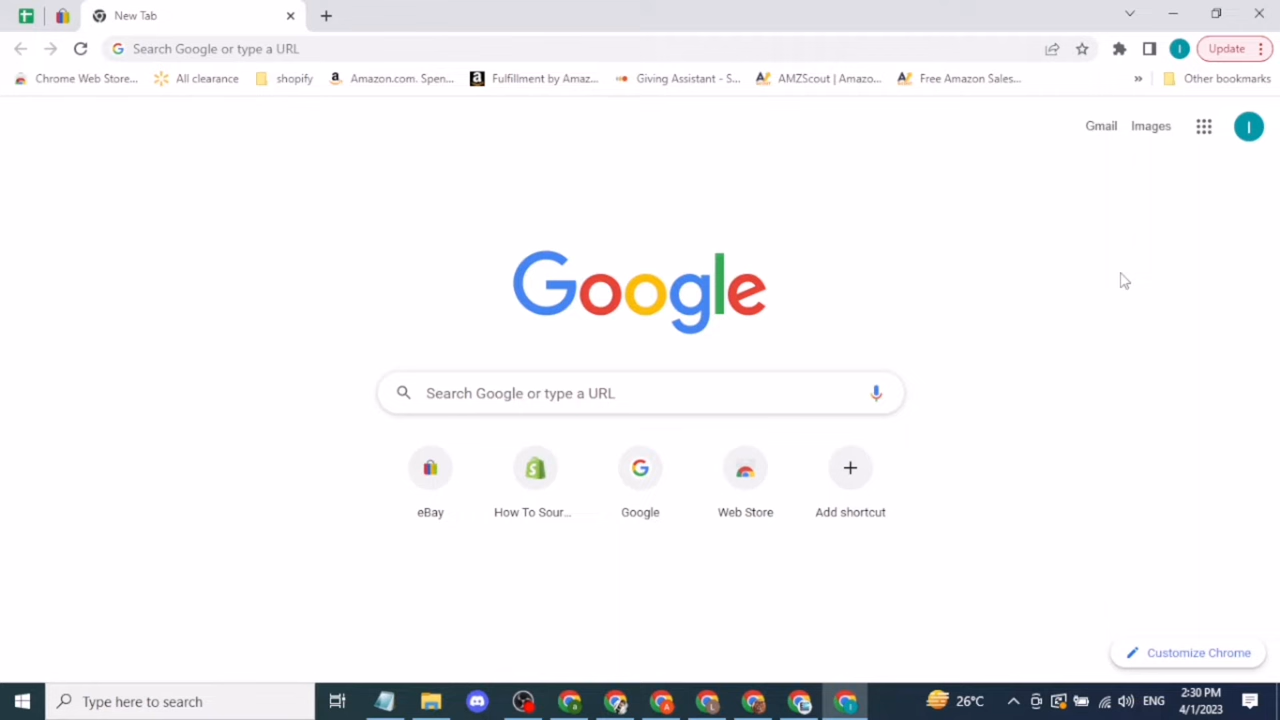 New Tab
Search Google or type a URL
Update
Chrome Web Store...
All clearance
shopify
Amazon.com. Spen...
Fulfillment by Amaz...
Giving Assistant - S...
AMZScout | Amazo...
Free Amazon Sales...
Other bookmarks
Gmail
Images
I
Google
Search Google or type a URL
eBay
How To Sour...
Google
Web Store
Add shortcut
Customize Chrome
Type here to search
26°C
ENG
2:30 PM
4/1/2023